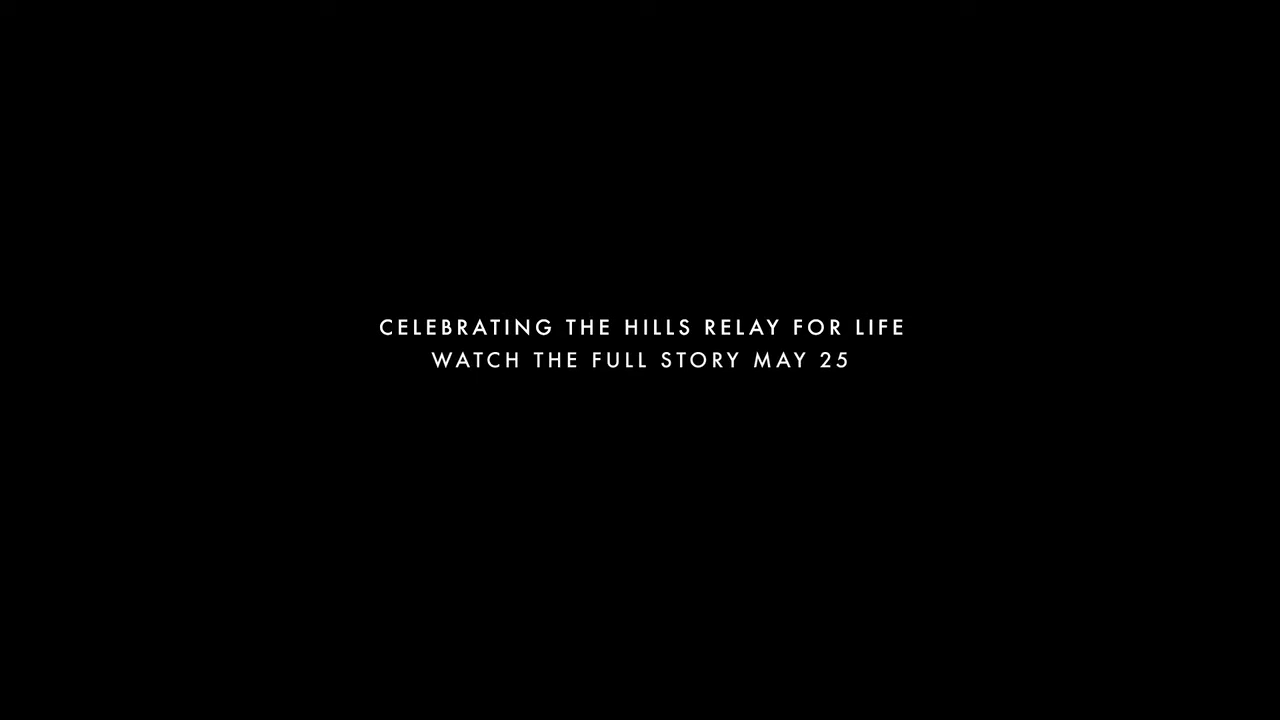 CELEBRATING THE HILLS RELAY FOR LIFE
WATCH THE FULL STORY MAY 25